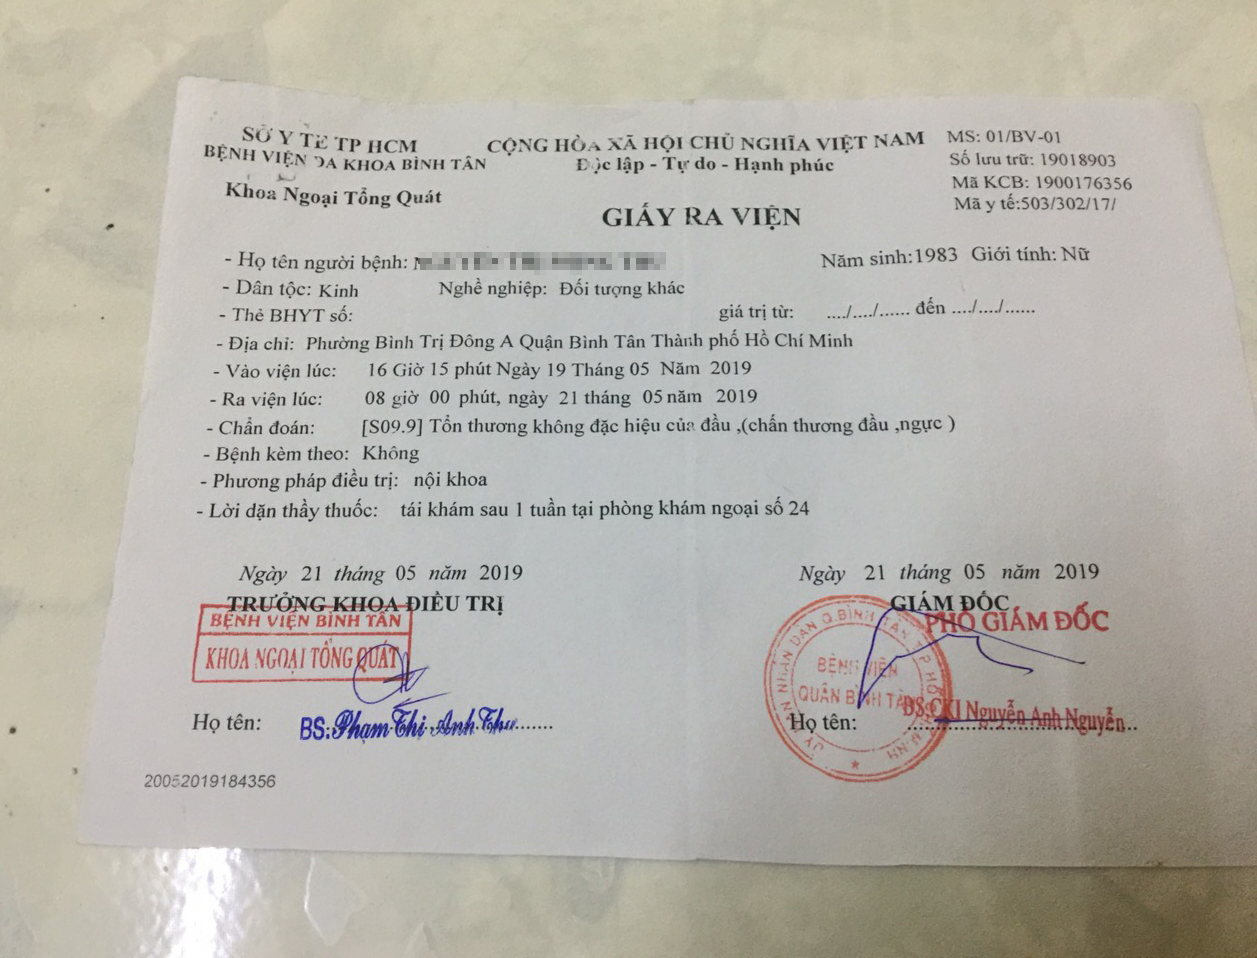 SỞ Y TẾ TP HCM
BỆNH VIỆN ĐA KHOA BÌNH TÂN
Khoa Ngoại Tổng Quát
CỘNG HÒA XÃ HỘI CHỦ NGHĨA VIỆT NAM
Độc lập - Tự do - Hạnh phúc
MS: 01/BV-01
Số lưu trữ: 19018903
Mã KCB: 1900176356
Mã y tế:503/302/17/
GIẤY RA VIỆN
- Họ tên người bệnh: Năm sinh:1983 Giới tính: Nữ
- Dân tộc: Kinh Nghề nghiệp: Đối tượng khác
- Thẻ BHYT số: giá trị từ: ..../..../...... đến ..../..../......
- Địa chỉ: Phường Bình Trị Đông A Quận Bình Tân Thành phố Hồ Chí Minh
- Vào viện lúc: 16 Giờ 15 phút Ngày 19 Tháng 05 Năm 2019
- Ra viện lúc: 08 giờ 00 phút, ngày 21 tháng 05 năm 2019
- Chẩn đoán: [S09.9] Tổn thương không đặc hiệu của đầu ,(chấn thương đầu ,ngực )
- Bệnh kèm theo: Không
- Phương pháp điều trị: nội khoa
- Lời dặn thầy thuốc: tái khám sau 1 tuần tại phòng khám ngoại số 24
Ngày 21 tháng 05 năm 2019
TRƯỞNG KHOA ĐIỀU TRỊ
BỆNH VIỆN BÌNH TÂN
KHOA NGOẠI TỔNG QUÁT
Họ tên: BS: Phạm Thị Anh Thư
Ngày 21 tháng 05 năm 2019
GIÁM ĐỐC
PHÓ GIÁM ĐỐC
ỦY BAN NHÂN DÂN Q.BÌNH TÂN TP HỒ CHÍ MINH
BỆNH VIỆN
QUẬN BÌNH TÂN
Họ tên: BS.CKI Nguyễn Anh Nguyễn
20052019184356